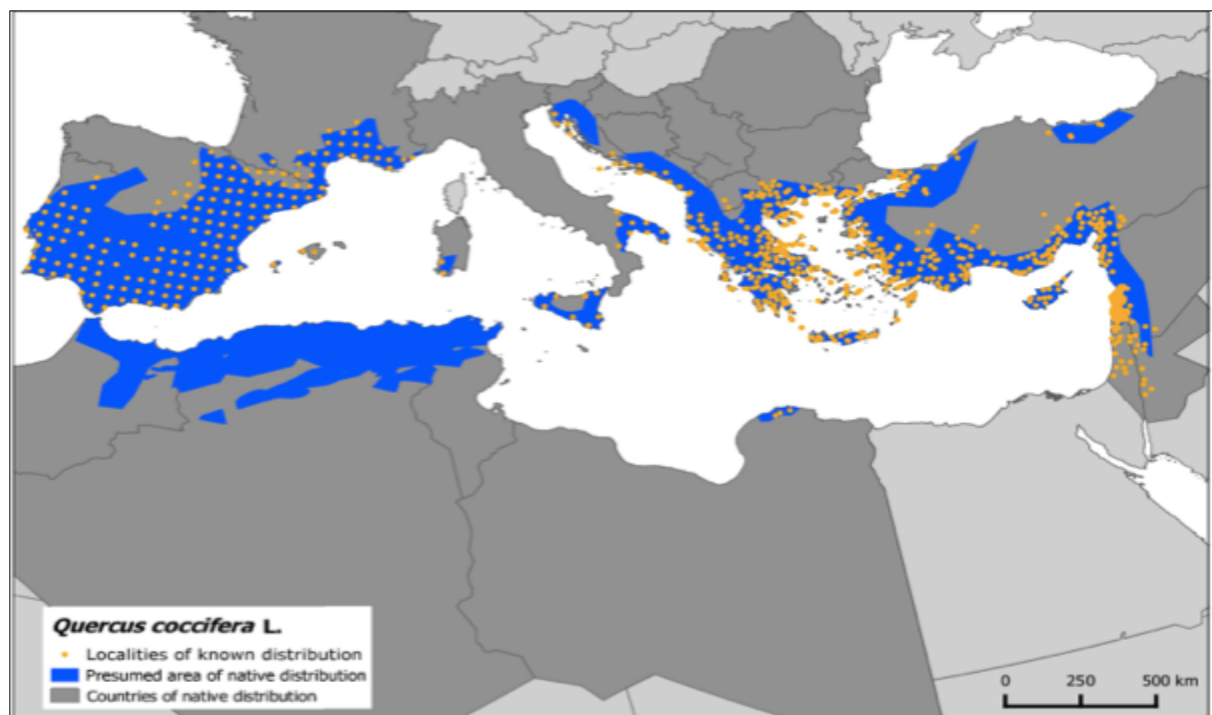 Quercus coccifera L.
Localities of known distribution
Presumed area of native distribution
Countries of native distribution
0 250 500 km